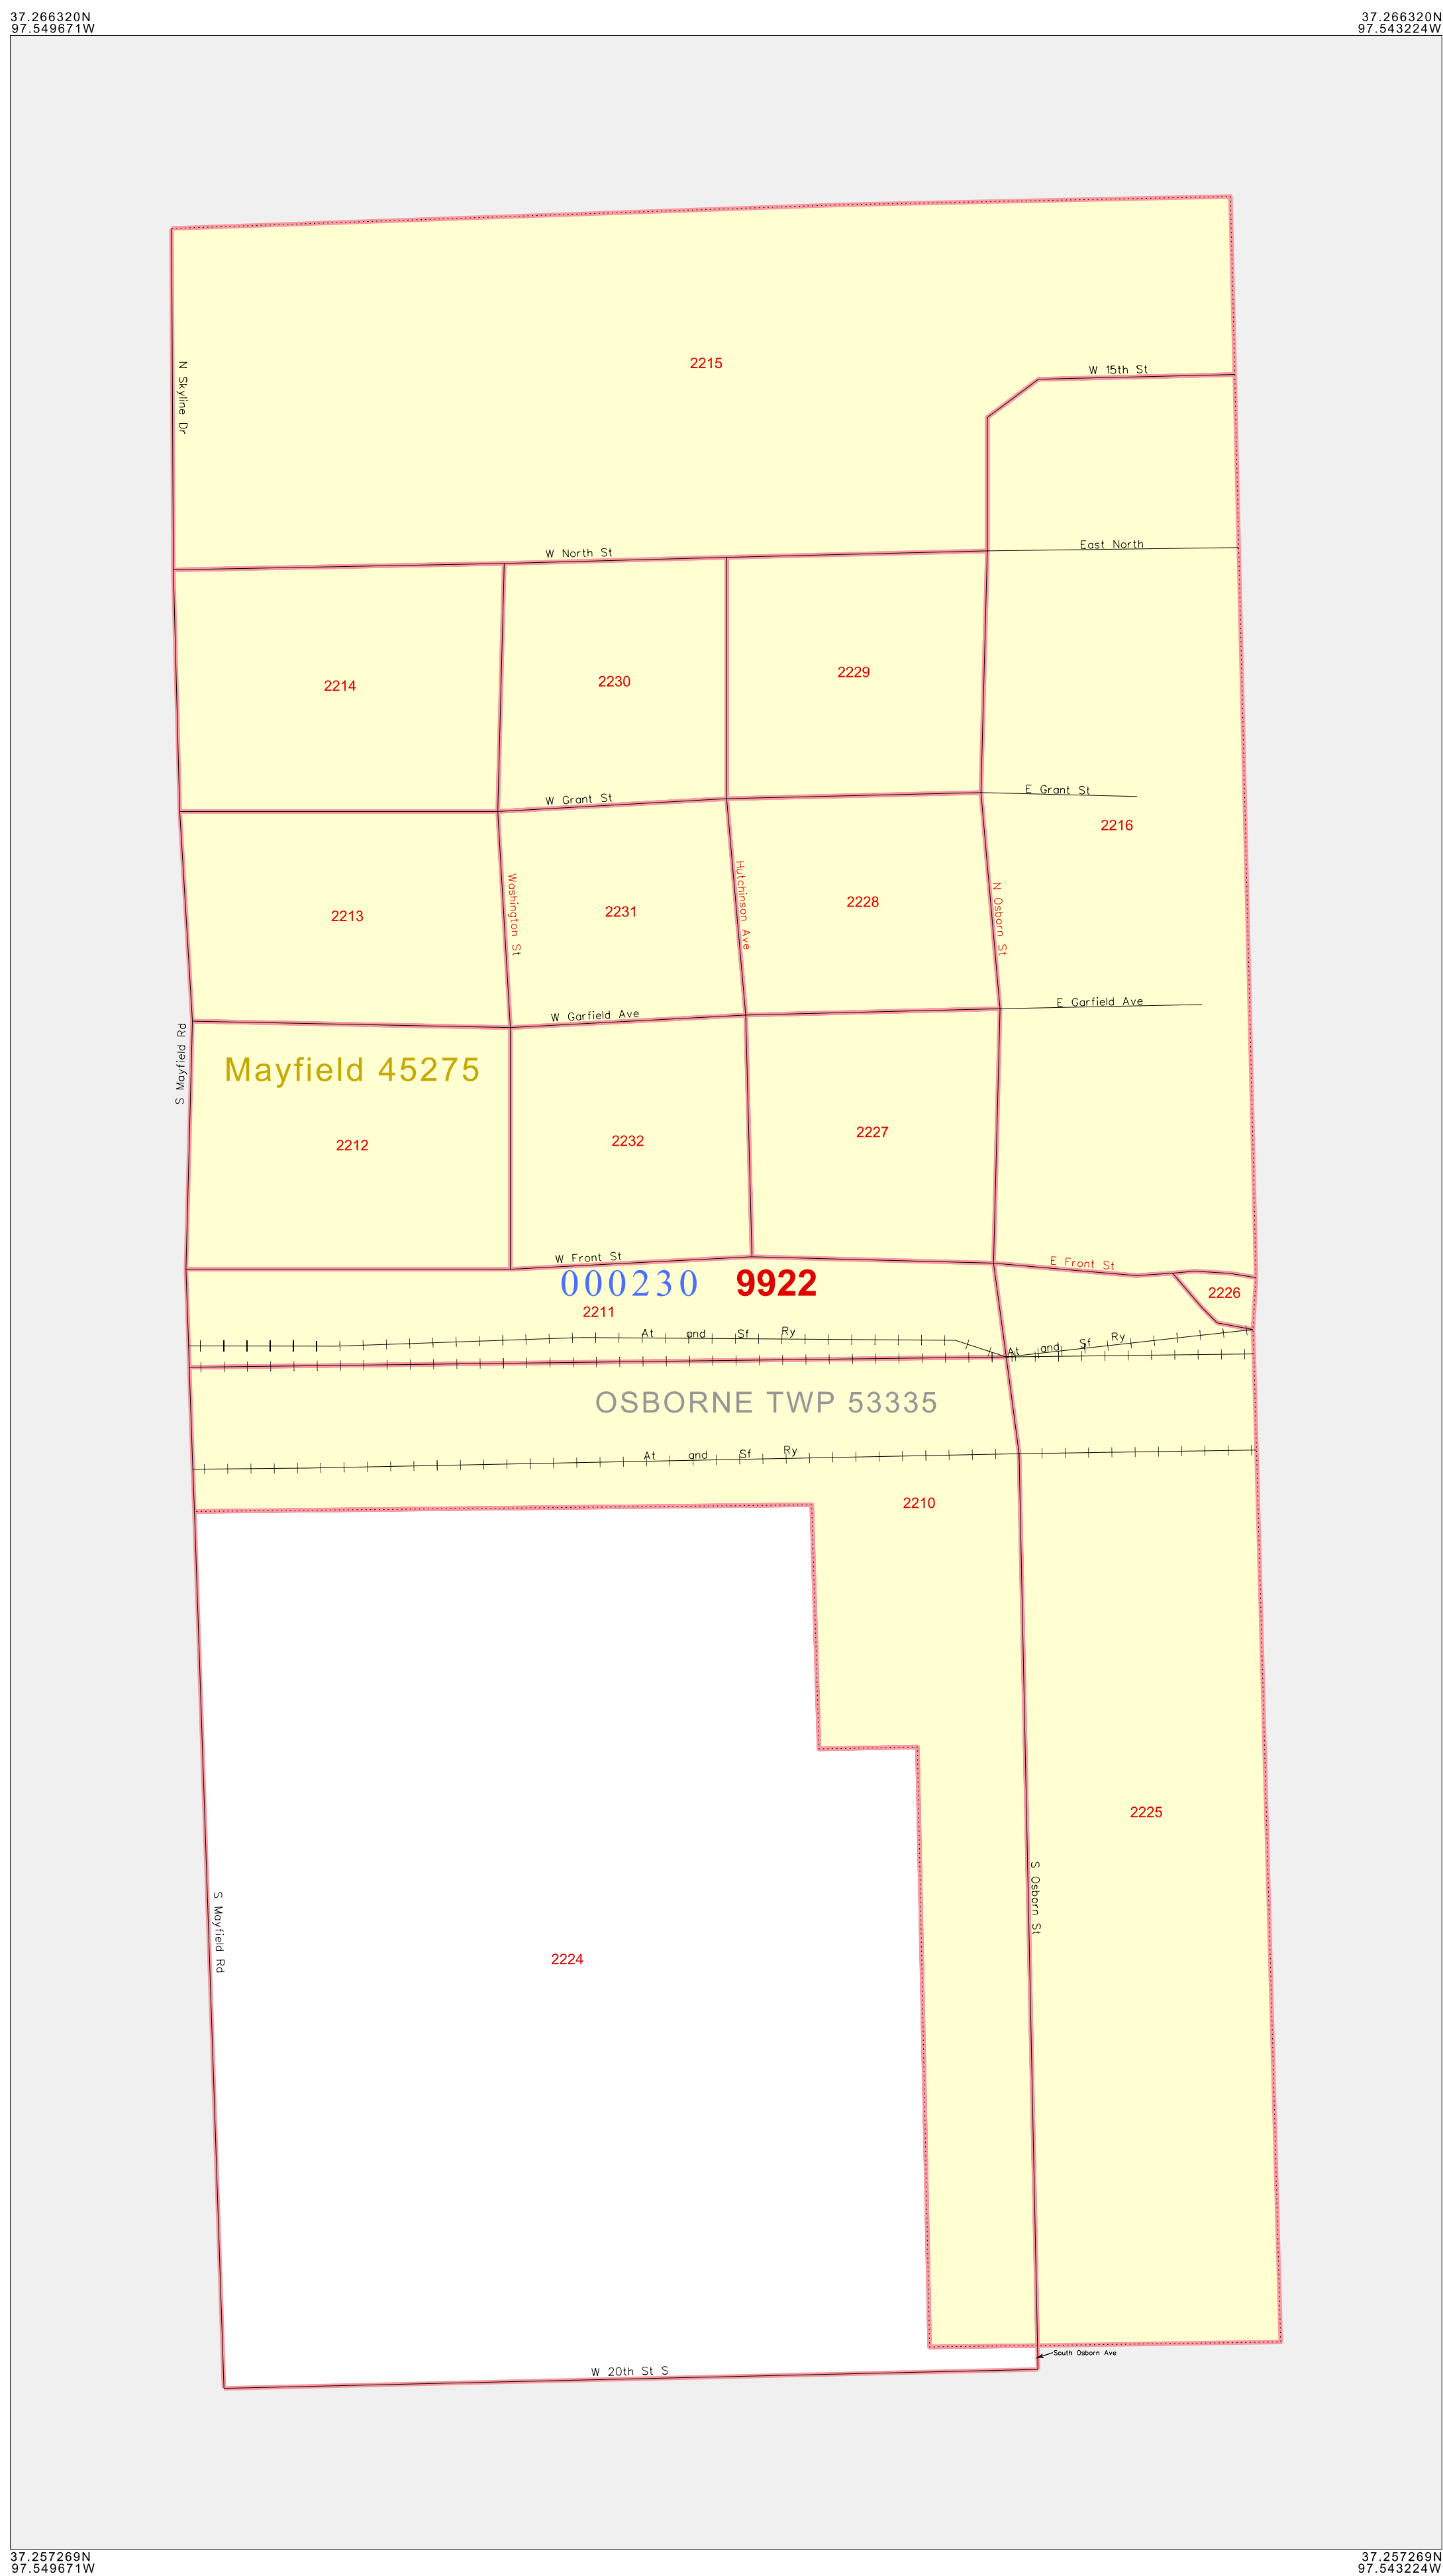 37.266320N
97.549671W
37.266320N
97.543224W
N Skyline Dr
2215
W 15th St
W North St
East North
2214
2230
2229
W Grant St
E Grant St
2216
2213
Washington St
2231
Hutchinson Ave
2228
N Osborn St
W Garfield Ave
E Garfield Ave
S Mayfield Rd
Mayfield 45275
2212
2232
2227
W Front St
E Front St
000230
9922
2226
2211
At and Sf Ry
At and Sf Ry
OSBORNE TWP 53335
At and Sf Ry
2210
2225
S Osborn St
S Mayfield Rd
2224
South Osborn Ave
W 20th St S
37.257269N
97.549671W
37.257269N
97.543224W